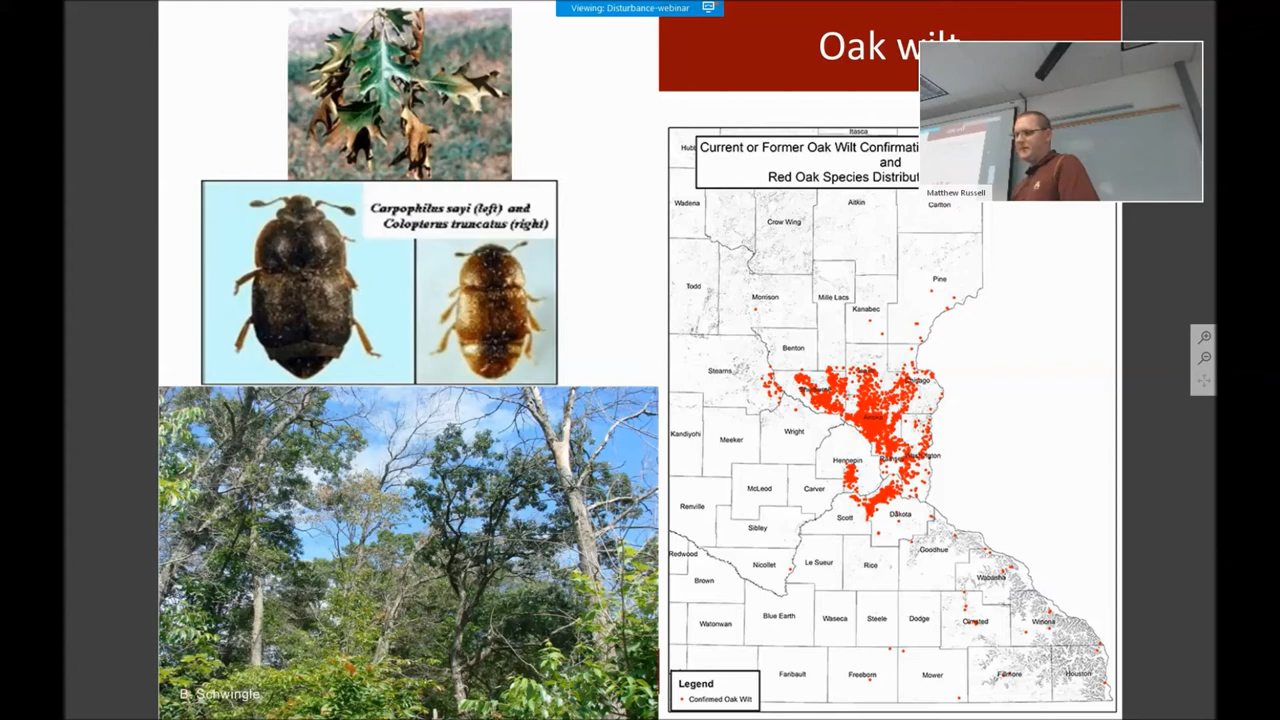 Viewing: Disturbance-webinar
Oak wilt
Matthew Russell
Carpophilus sayi (left) and
Colopterus truncatus (right)
B. Schwingle
Current or Former Oak Wilt Confirmati
and
Red Oak Species Distribut
Itasca
Hubb
Wadena
Crow Wing
Aitkin
Carlton
Pine
Todd
Morrison
Mille Lacs
Kanabec
Benton
Stearns
Anoka
Kandiyohi
Meeker
Wright
Hennepin
McLeod
Carver
Renville
Scott
Dakota
Sibley
Goodhue
Redwood
Nicollet
Le Sueur
Rice
Brown
Wabasha
Watonwan
Blue Earth
Waseca
Steele
Dodge
Olmsted
Winona
Faribault
Freeborn
Mower
Fillmore
Houston
Legend
Confirmed Oak Wilt